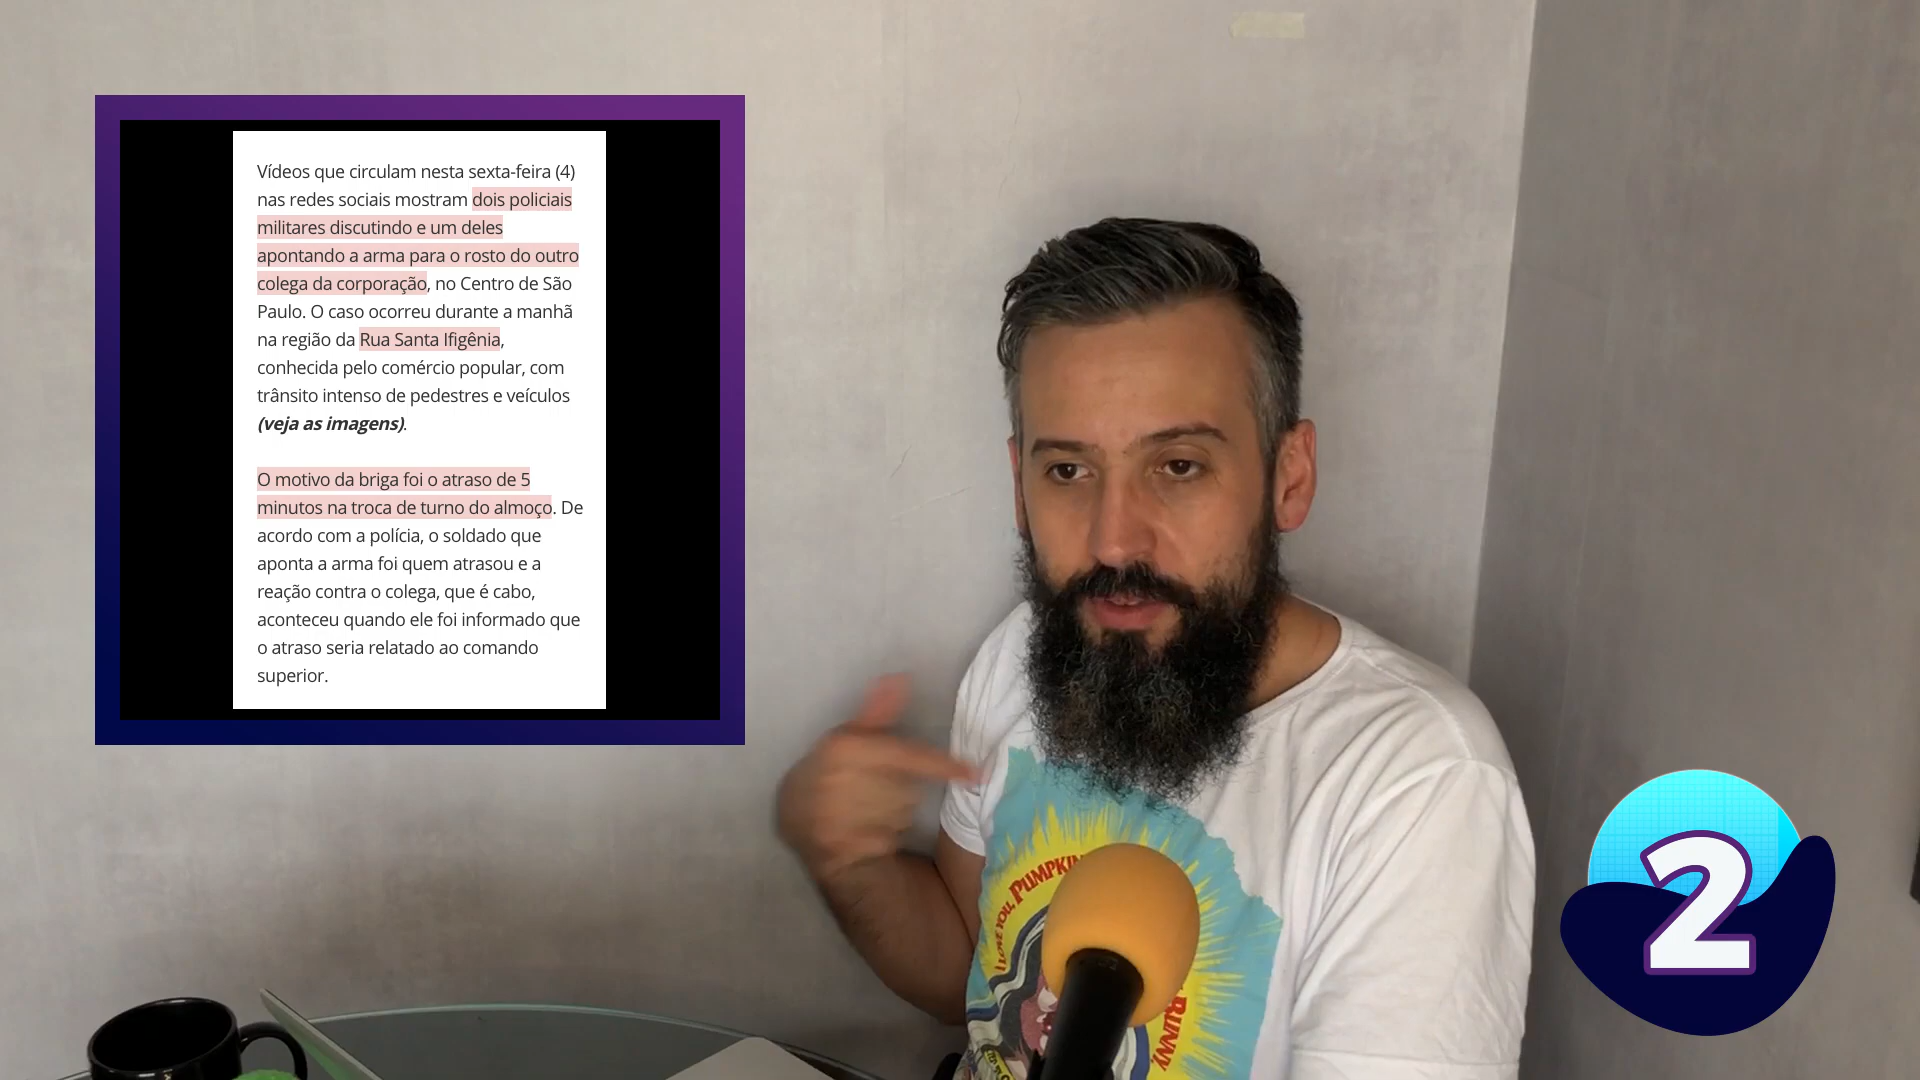 Vídeos que circulam nesta sexta-feira (4)
nas redes sociais mostram dois policiais
militares discutindo e um deles
apontando a arma para o rosto do outro
colega da corporação, no Centro de São
Paulo. O caso ocorreu durante a manhã
na região da Rua Santa Ifigênia,
conhecida pelo comércio popular, com
trânsito intenso de pedestres e veículos
(veja as imagens).
O motivo da briga foi o atraso de 5
minutos na troca de turno do almoço. De
acordo com a polícia, o soldado que
aponta a arma foi quem atrasou e a
reação contra o colega, que é cabo,
aconteceu quando ele foi informado que
o atraso seria relatado ao comando
superior.
I LOVE YOU, PUMPKIN
2